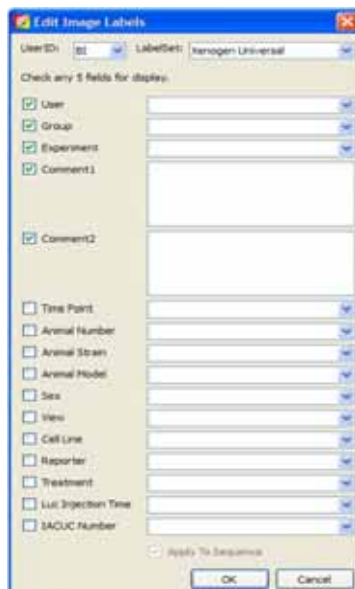 Edit Image Labels
UserID: BI LabelSet: Xenogen Universal
Check any 5 fields for display.
User
Group
Experiment
Comment1
Comment2
Time Point
Animal Number
Animal Strain
Animal Model
Sex
View
Cell Line
Reporter
Treatment
Luc Injection Time
IACUC Number
Apply To Sequence
OK Cancel